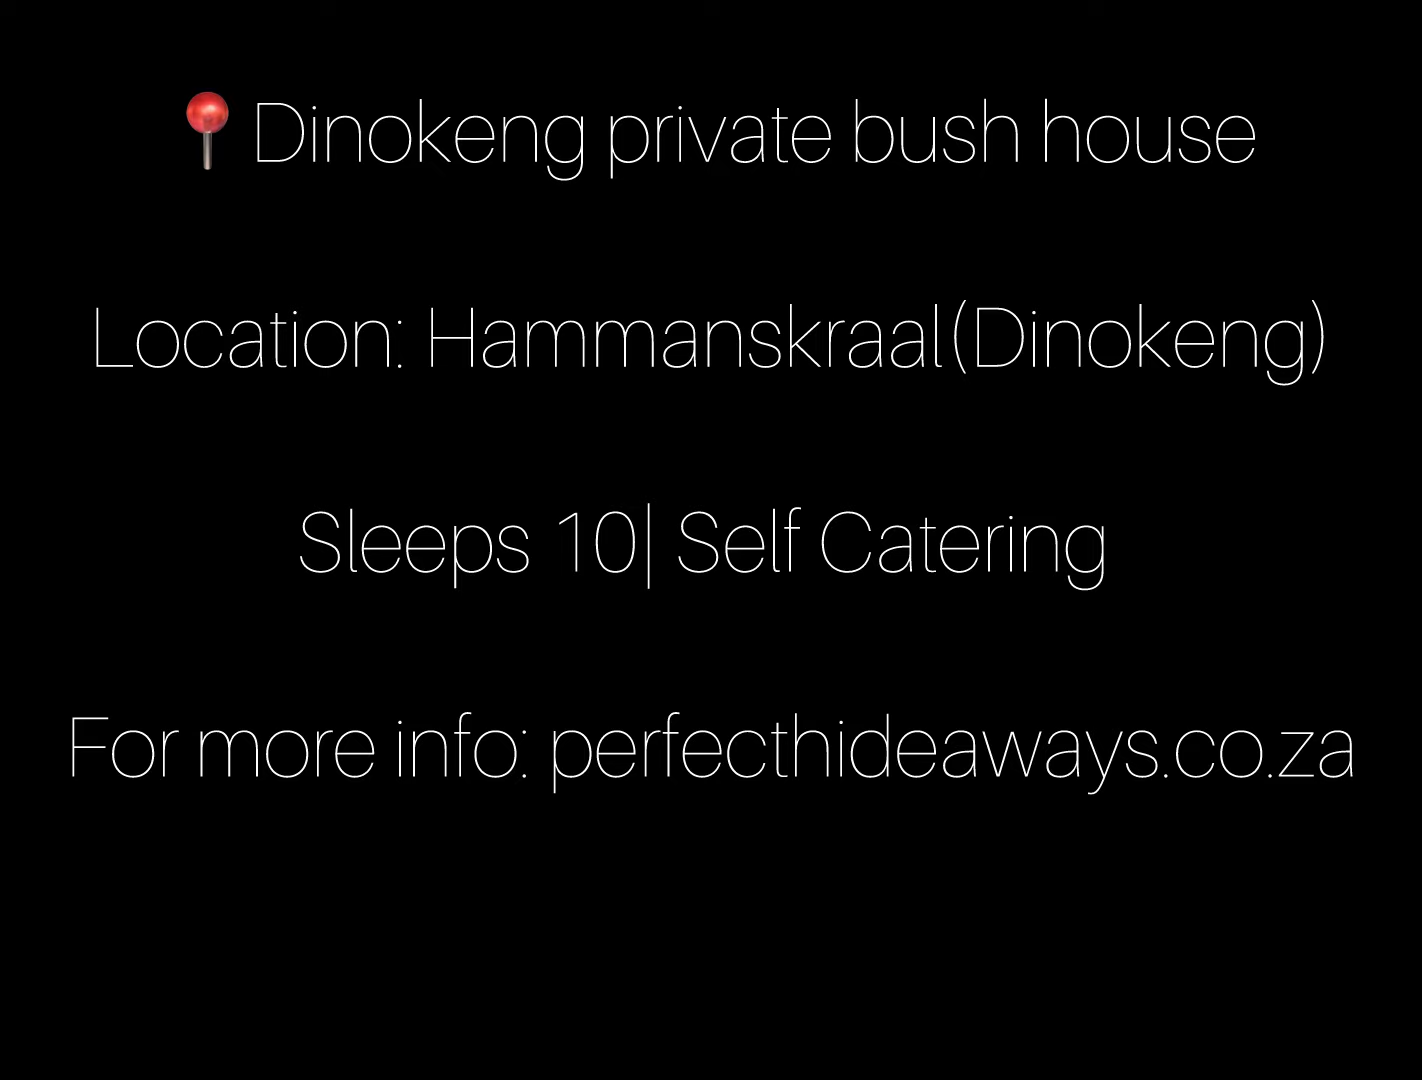 📍Dinokeng private bush house
Location: Hammanskraal(Dinokeng)
Sleeps 10| Self Catering
For more info: perfecthideaways.co.za